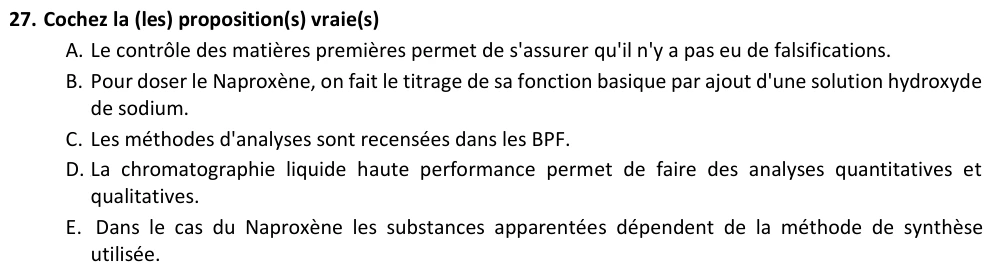 27. Cochez la (les) proposition(s) vraie(s)
A. Le contrôle des matières premières permet de s'assurer qu'il n'y a pas eu de falsifications.
B. Pour doser le Naproxène, on fait le titrage de sa fonction basique par ajout d'une solution hydroxyde
de sodium.
C. Les méthodes d'analyses sont recensées dans les BPF.
D. La chromatographie liquide haute performance permet de faire des analyses quantitatives et
qualitatives.
E. Dans le cas du Naproxène les substances apparentées dépendent de la méthode de synthèse
utilisée.